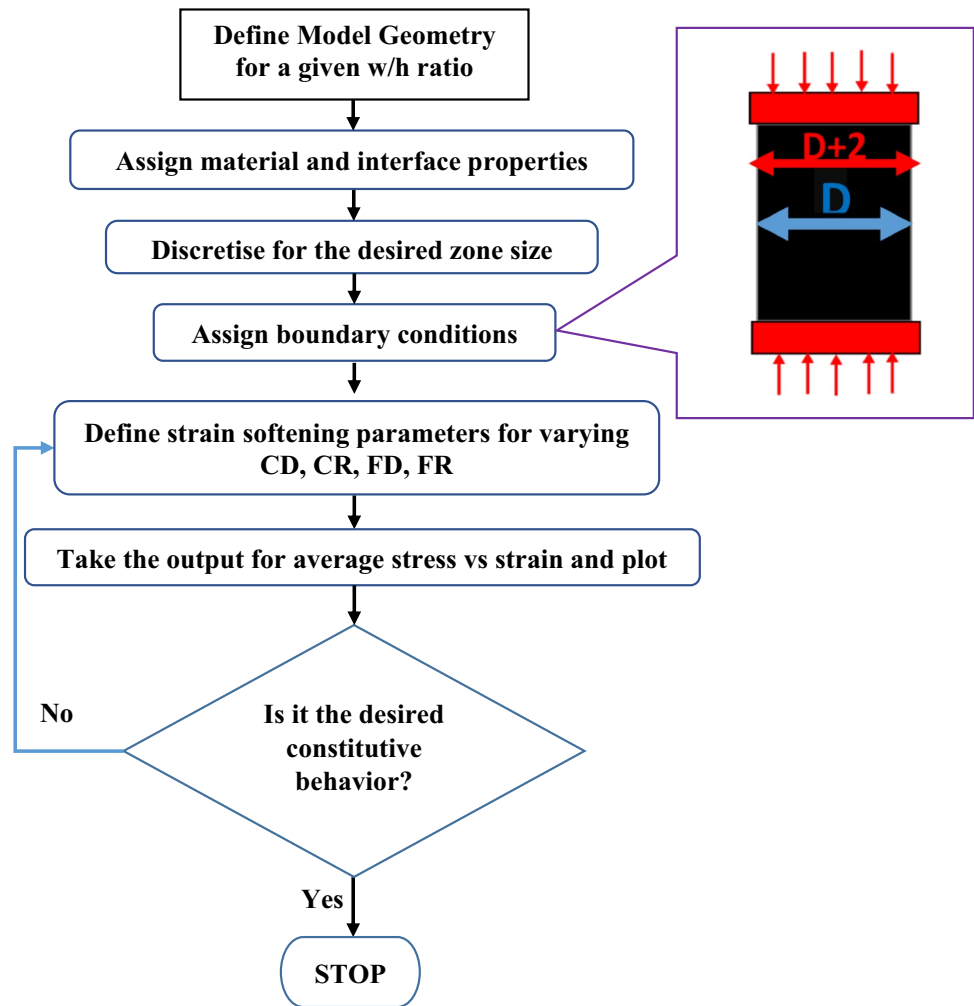 Define Model Geometry
for a given w/h ratio
Assign material and interface properties
Discretise for the desired zone size
Assign boundary conditions
D+2
D
Define strain softening parameters for varying
CD, CR, FD, FR
Take the output for average stress vs strain and plot
No
Is it the desired
constitutive
behavior?
Yes
STOP